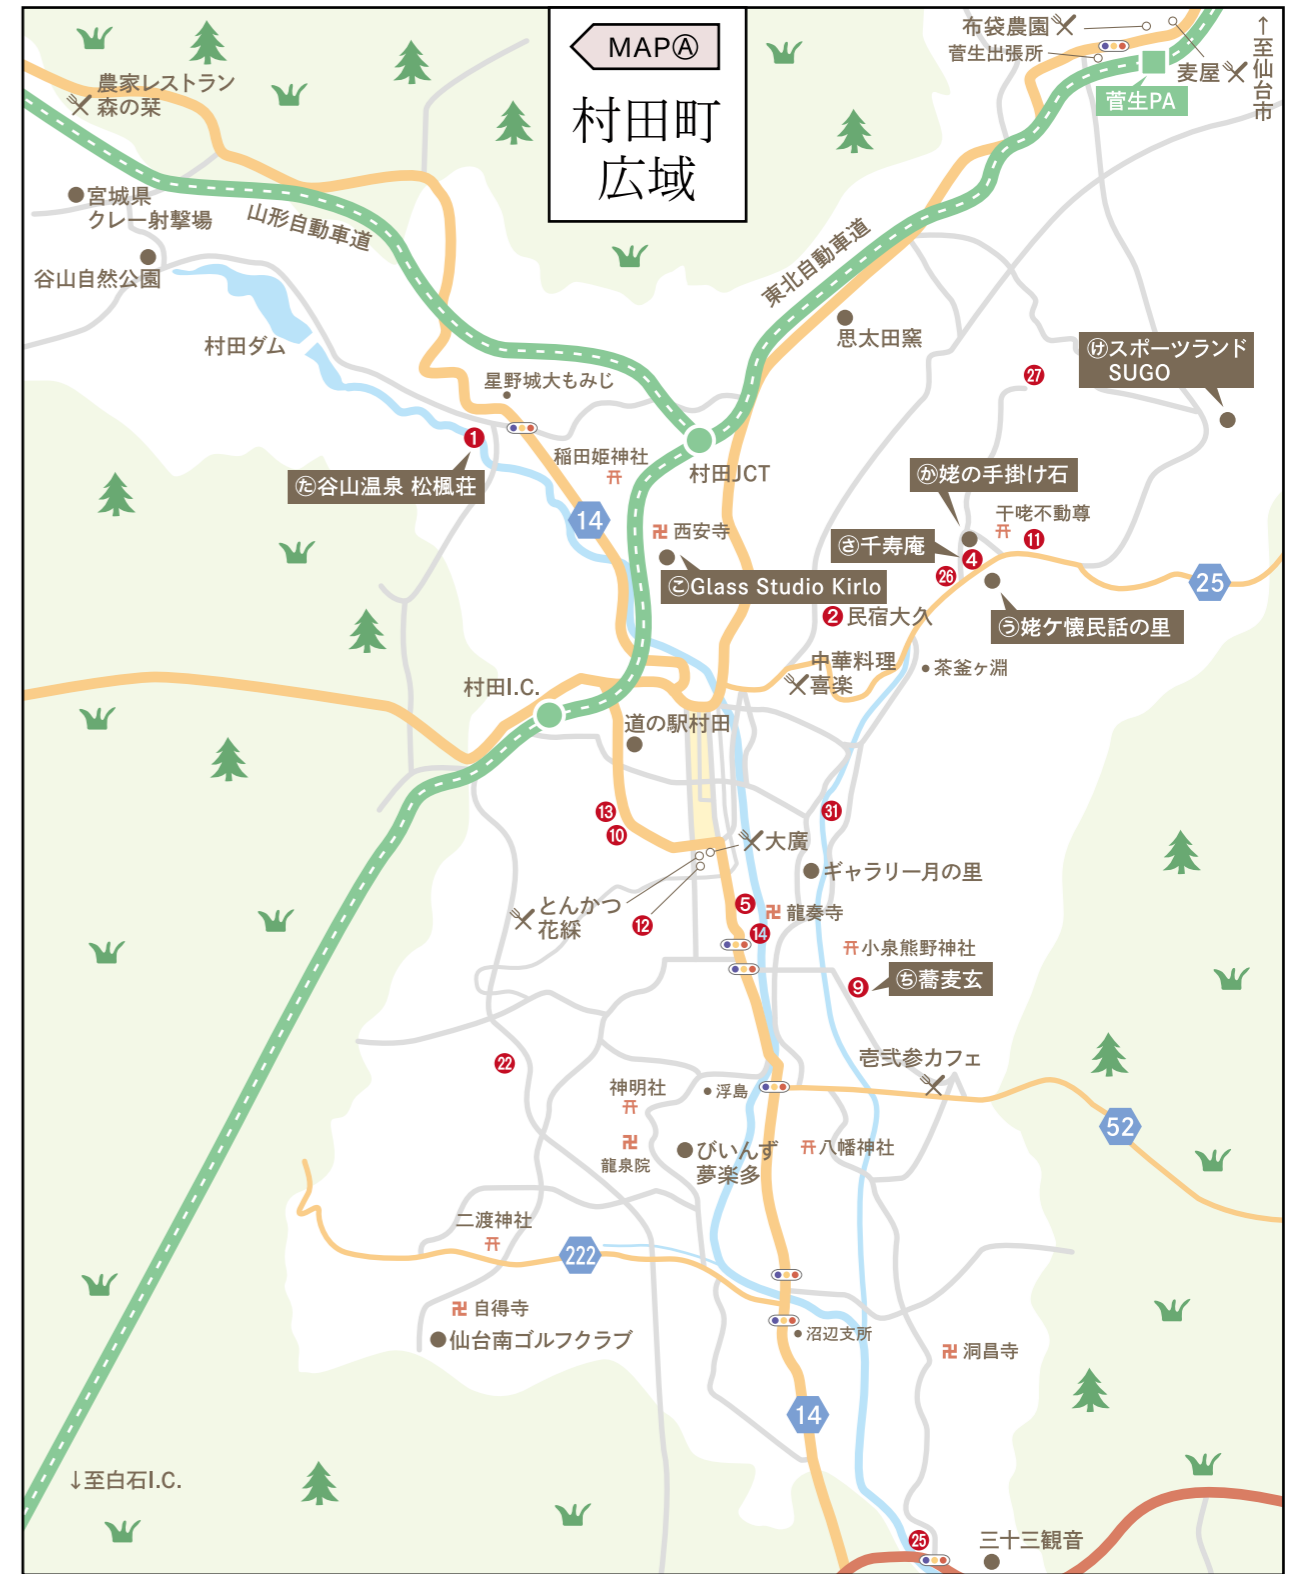 MAPⒶ
村田町
広域
布袋農園
菅生出張所
麦屋
↑至仙台市
菅生PA
農家レストラン
森の栞
宮城県
クレー射撃場
谷山自然公園
山形自動車道
東北自動車道
村田ダム
思太田窯
星野城大もみじ
㋘スポーツランド
SUGO
27
1
㋟谷山温泉 松楓荘
稲田姫神社
村田JCT
14
西安寺
㋕姥の手掛け石
干咾不動尊
11
㋚千寿庵
4
26
25
㋙Glass Studio Kirlo
2 民宿大久
㋒姥ケ懐民話の里
中華料理
喜楽
茶釜ヶ淵
村田I.C.
道の駅村田
13
10
31
大廣
ギャラリー月の里
とんかつ
花綵
12
5
龍奏寺
14
小泉熊野神社
9
㋠蕎麦玄
22
壱弐参カフェ
神明社
浮島
52
龍泉院
びいんず
夢楽多
八幡神社
二渡神社
222
自得寺
仙台南ゴルフクラブ
沼辺支所
洞昌寺
14
↓至白石I.C.
25
三十三観音